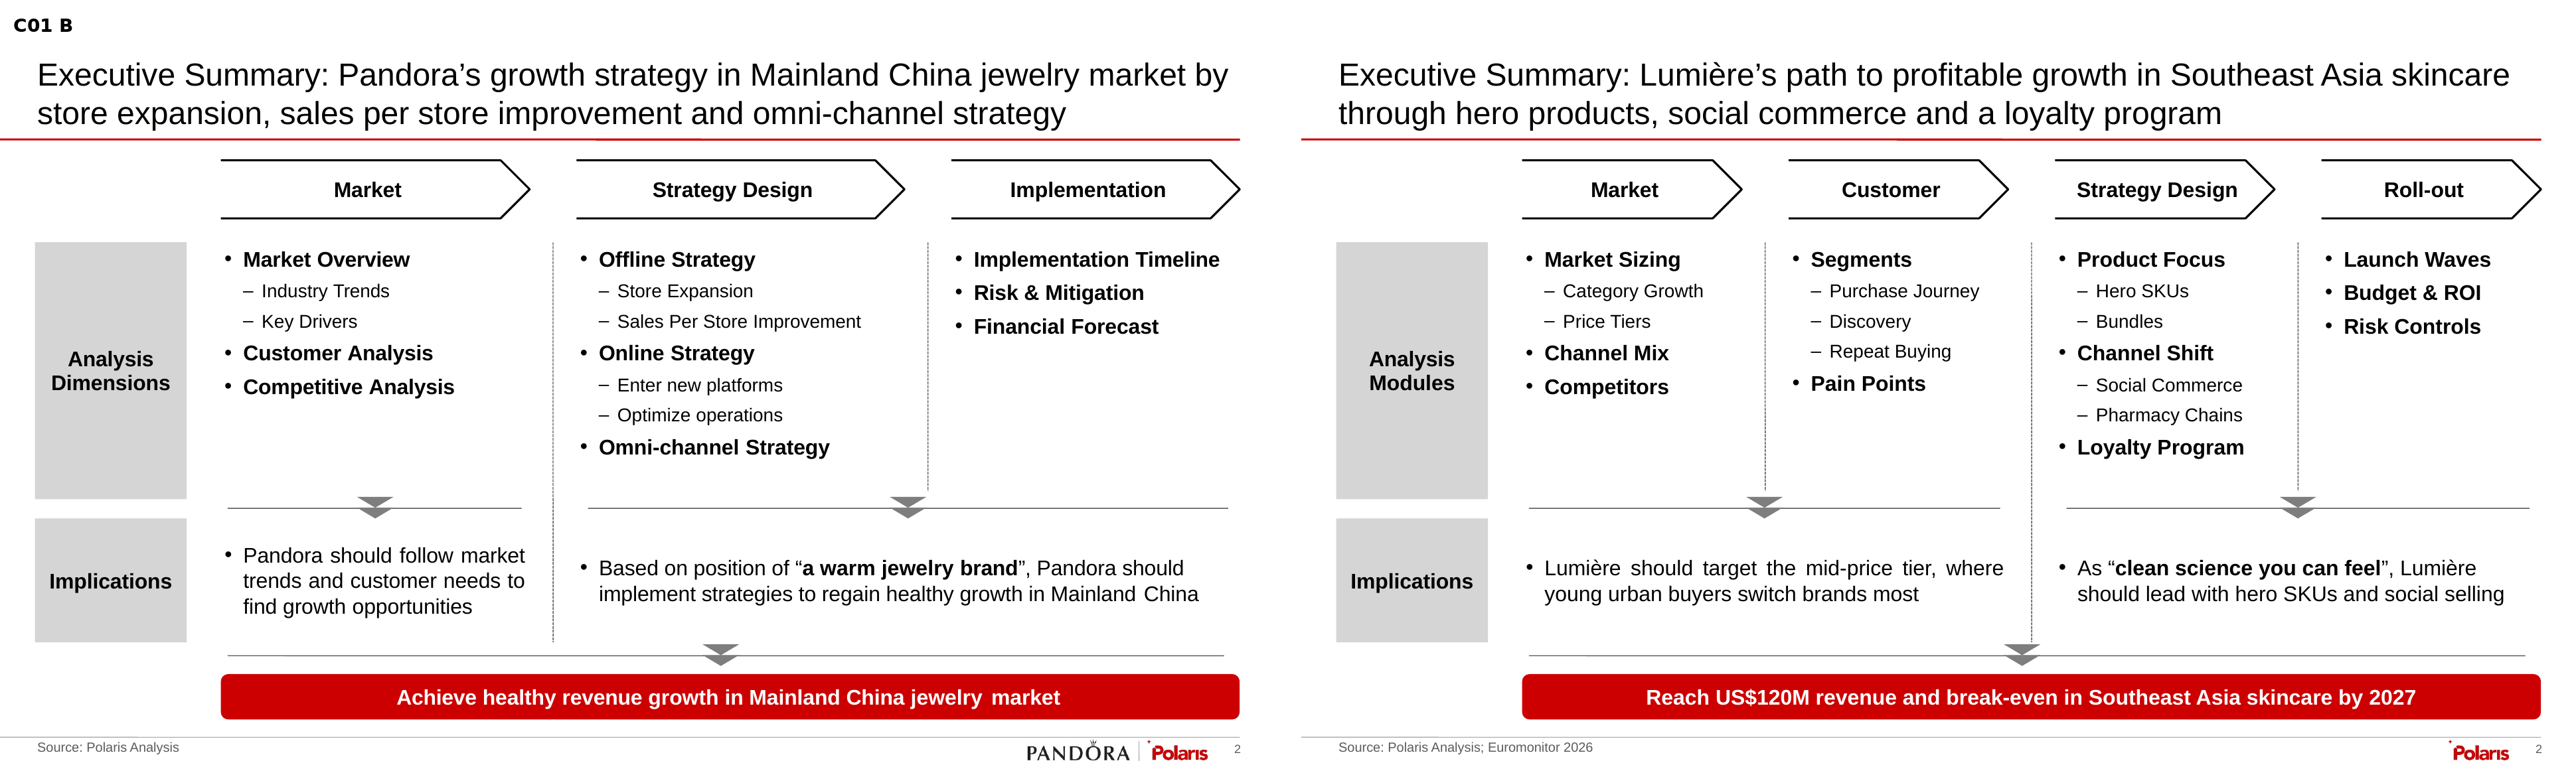 C01 B
Executive Summary: Pandora’s growth strategy in Mainland China jewelry market by
store expansion, sales per store improvement and omni-channel strategy
Market
Strategy Design
Implementation
Analysis
Dimensions
• Market Overview
– Industry Trends
– Key Drivers
• Customer Analysis
• Competitive Analysis
• Offline Strategy
– Store Expansion
– Sales Per Store Improvement
• Online Strategy
– Enter new platforms
– Optimize operations
• Omni-channel Strategy
• Implementation Timeline
• Risk & Mitigation
• Financial Forecast
Implications
• Pandora should follow market
trends and customer needs to
find growth opportunities
• Based on position of “a warm jewelry brand”, Pandora should
implement strategies to regain healthy growth in Mainland China
Achieve healthy revenue growth in Mainland China jewelry market
Source: Polaris Analysis
PANDORA
Polaris
2
Executive Summary: Lumière’s path to profitable growth in Southeast Asia skincare
through hero products, social commerce and a loyalty program
Market
Customer
Strategy Design
Roll-out
Analysis
Modules
• Market Sizing
– Category Growth
– Price Tiers
• Channel Mix
• Competitors
• Segments
– Purchase Journey
– Discovery
– Repeat Buying
• Pain Points
• Product Focus
– Hero SKUs
– Bundles
• Channel Shift
– Social Commerce
– Pharmacy Chains
• Loyalty Program
• Launch Waves
• Budget & ROI
• Risk Controls
Implications
• Lumière should target the mid-price tier, where
young urban buyers switch brands most
• As “clean science you can feel”, Lumière
should lead with hero SKUs and social selling
Reach US$120M revenue and break-even in Southeast Asia skincare by 2027
Source: Polaris Analysis; Euromonitor 2026
Polaris
2